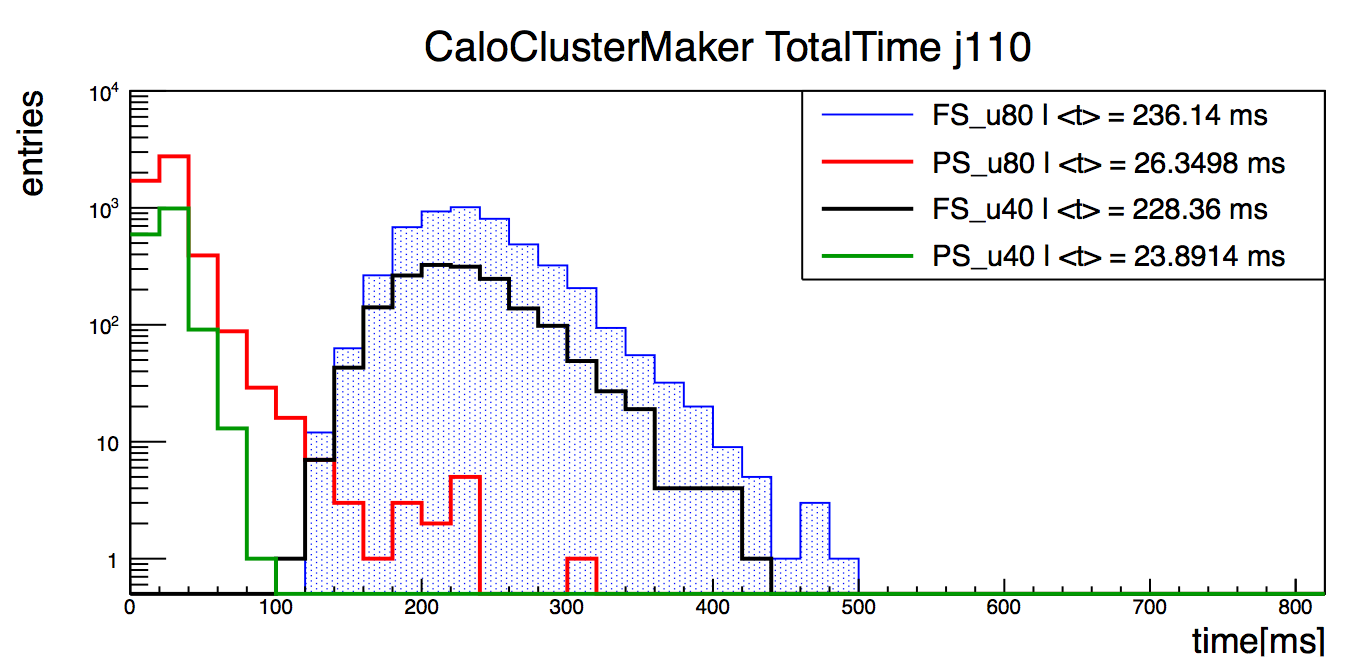 CaloClusterMaker TotalTime j110
entries
10⁴
10³
10²
10
1
FS_u80 | <t> = 236.14 ms
PS_u80 | <t> = 26.3498 ms
FS_u40 | <t> = 228.36 ms
PS_u40 | <t> = 23.8914 ms
0 100 200 300 400 500 600 700 800
time[ms]